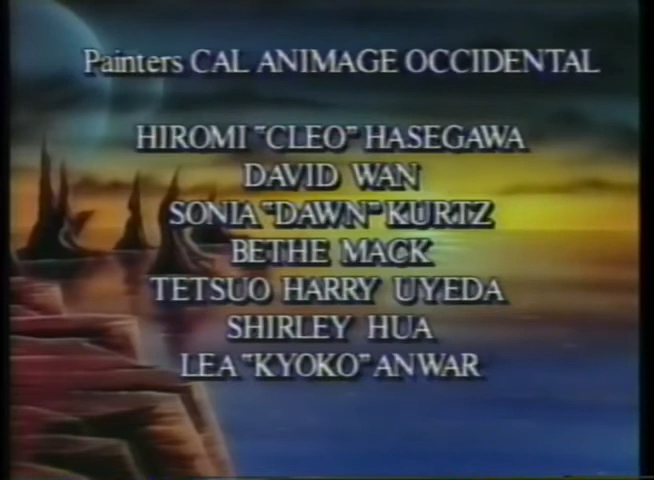 Painters CAL ANIMAGE OCCIDENTAL
HIROMI "CLEO" HASEGAWA
DAVID WAN
SONIA "DAWN" KURTZ
BETHE MACK
TETSUO HARRY UYEDA
SHIRLEY HUA
LEA "KYOKO" ANWAR